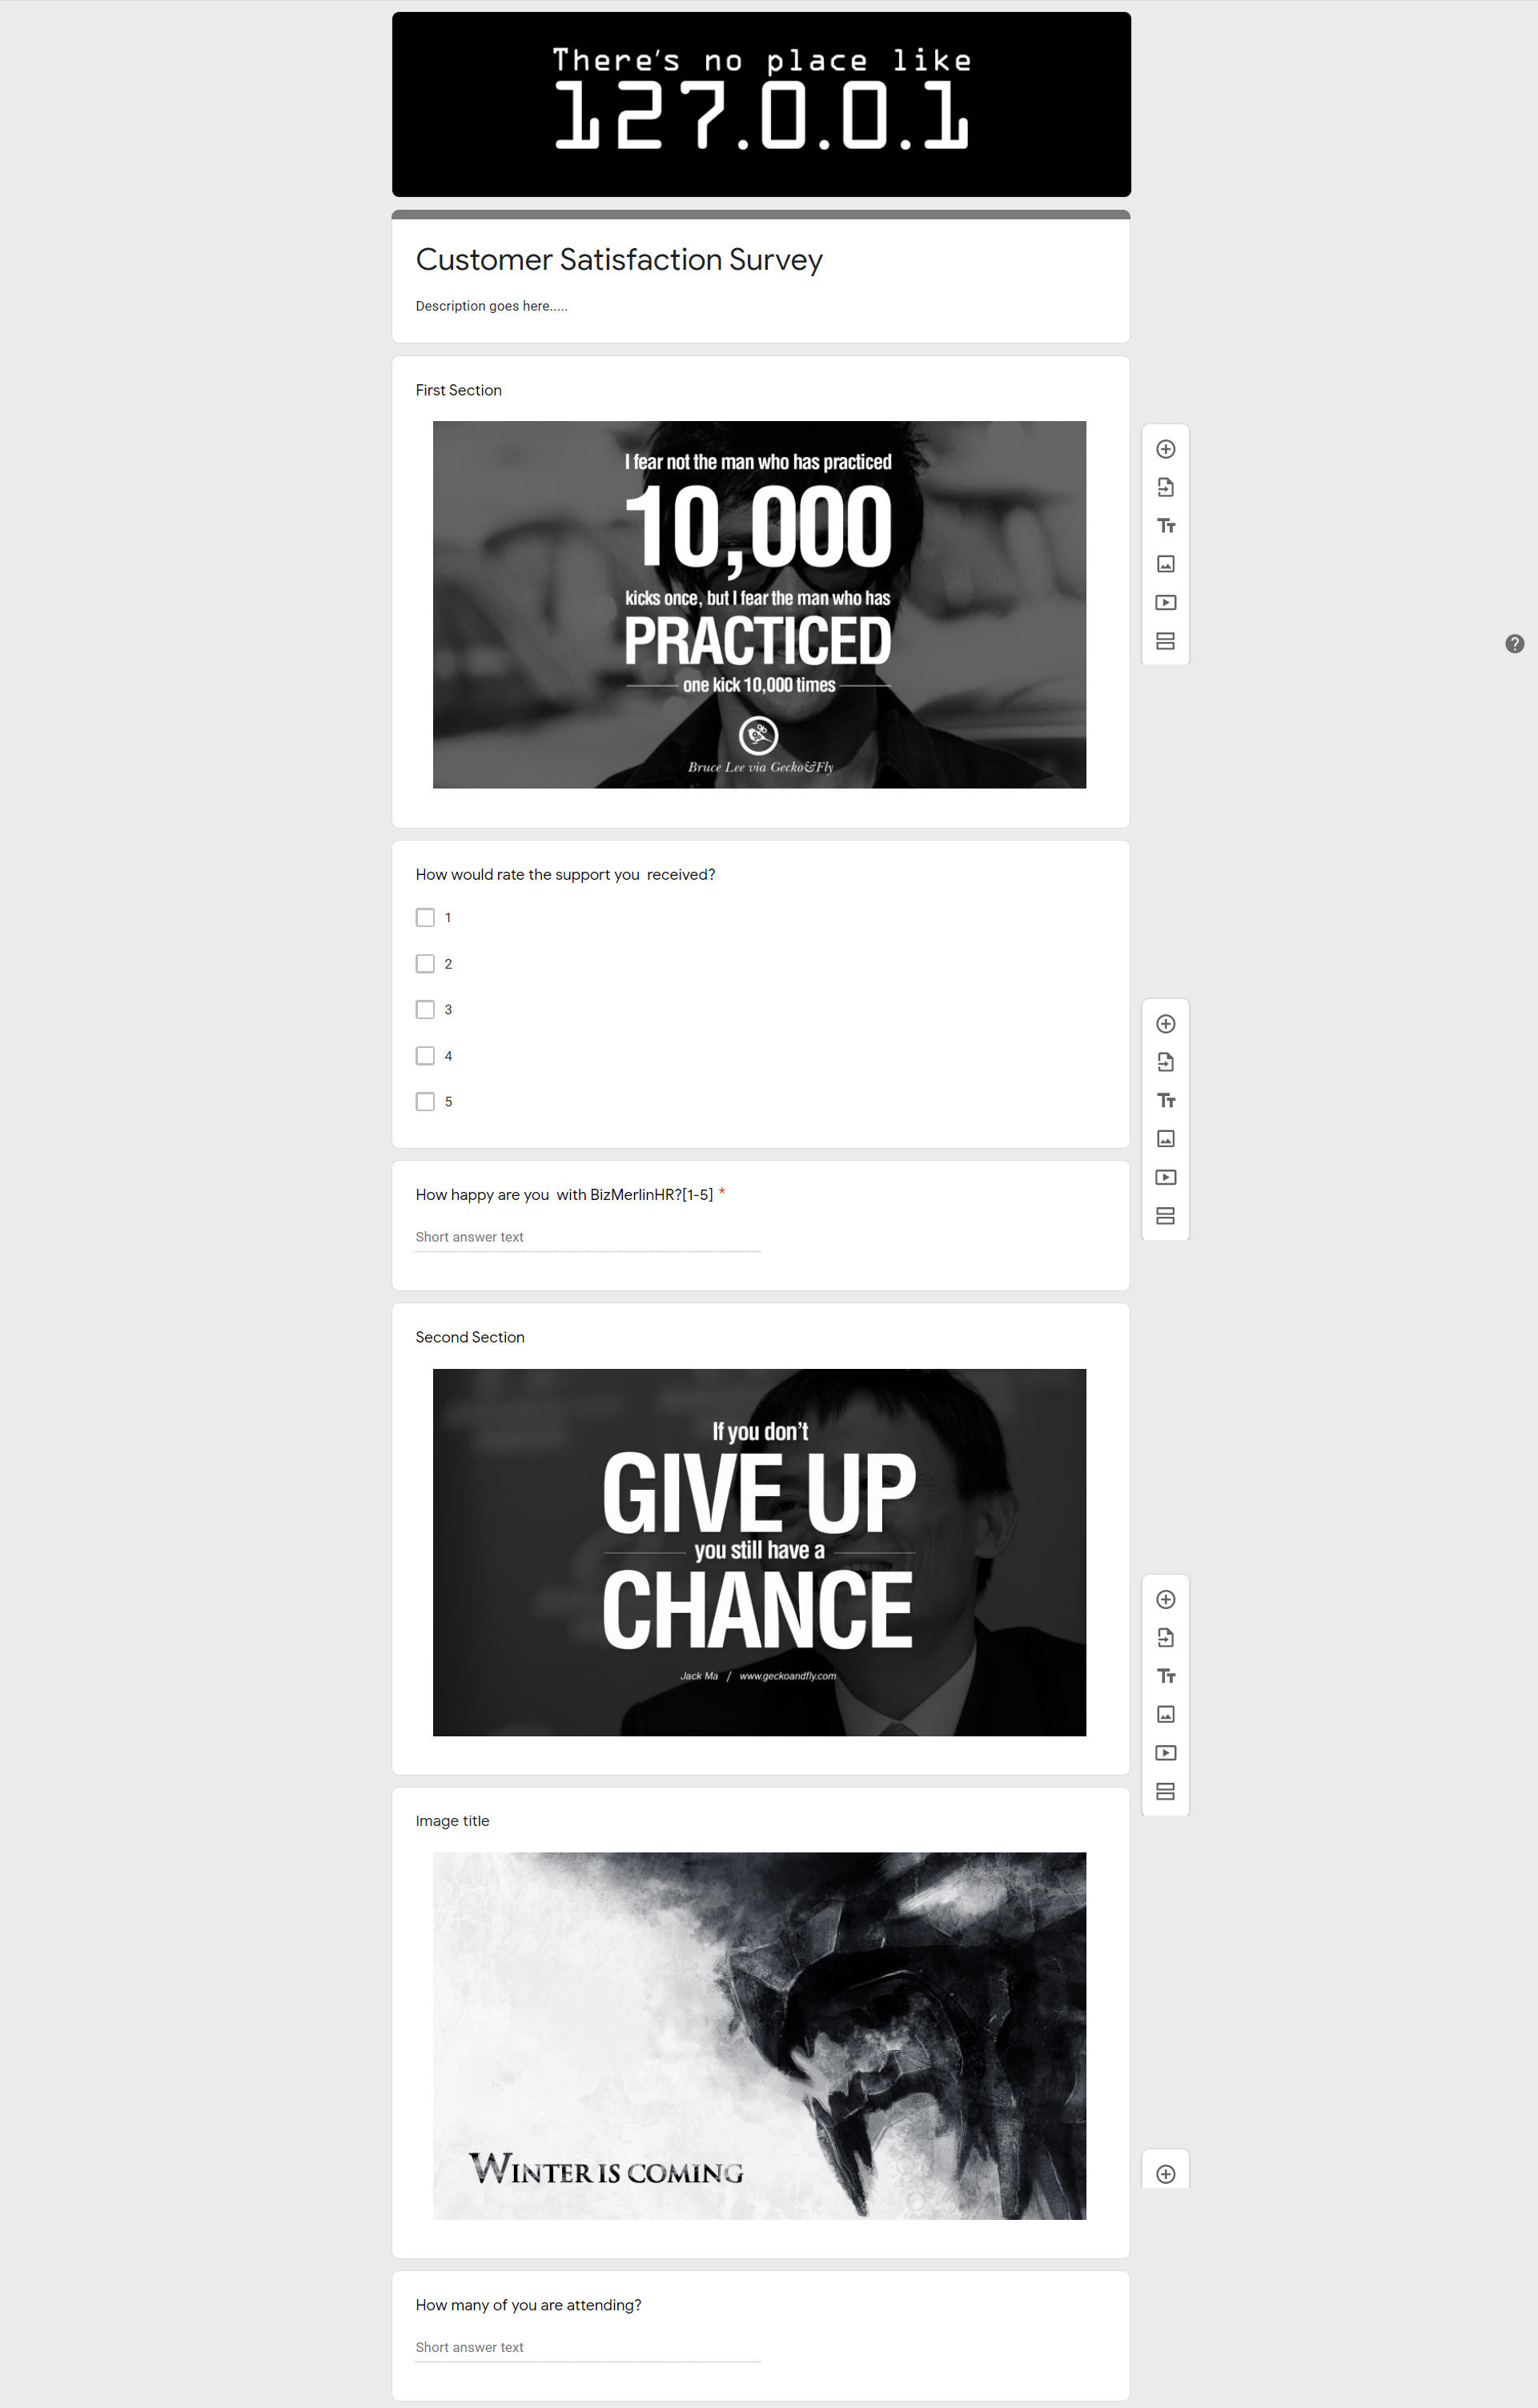 There's no place like
127.0.0.1
Customer Satisfaction Survey
Description goes here.....
First Section
I fear not the man who has practiced
10,000
kicks once, but I fear the man who has
PRACTICED
one kick 10,000 times
Bruce Lee via Gecko&Fly
How would rate the support you  received?
1
2
3
4
5
How happy are you  with BizMerlinHR?[1-5] *
Short answer text
Second Section
If you don't
GIVE UP
you still have a
CHANCE
Jack Ma / www.geckoandfly.com
Image title
WINTER IS COMING
How many of you are attending?
Short answer text